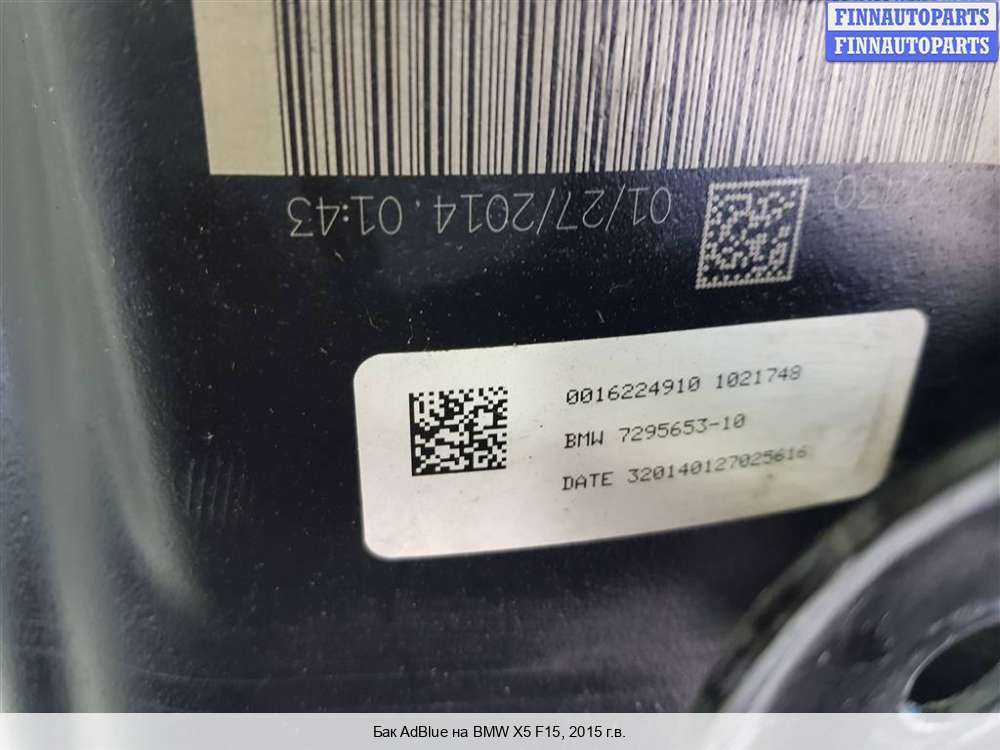 FINNAUTOPARTS
FINNAUTOPARTS
01/27/2014 01:43
0016224910 1021748
BMW 7295653-10
DATE 320140127025616
Бак AdBlue на BMW X5 F15, 2015 г.в.